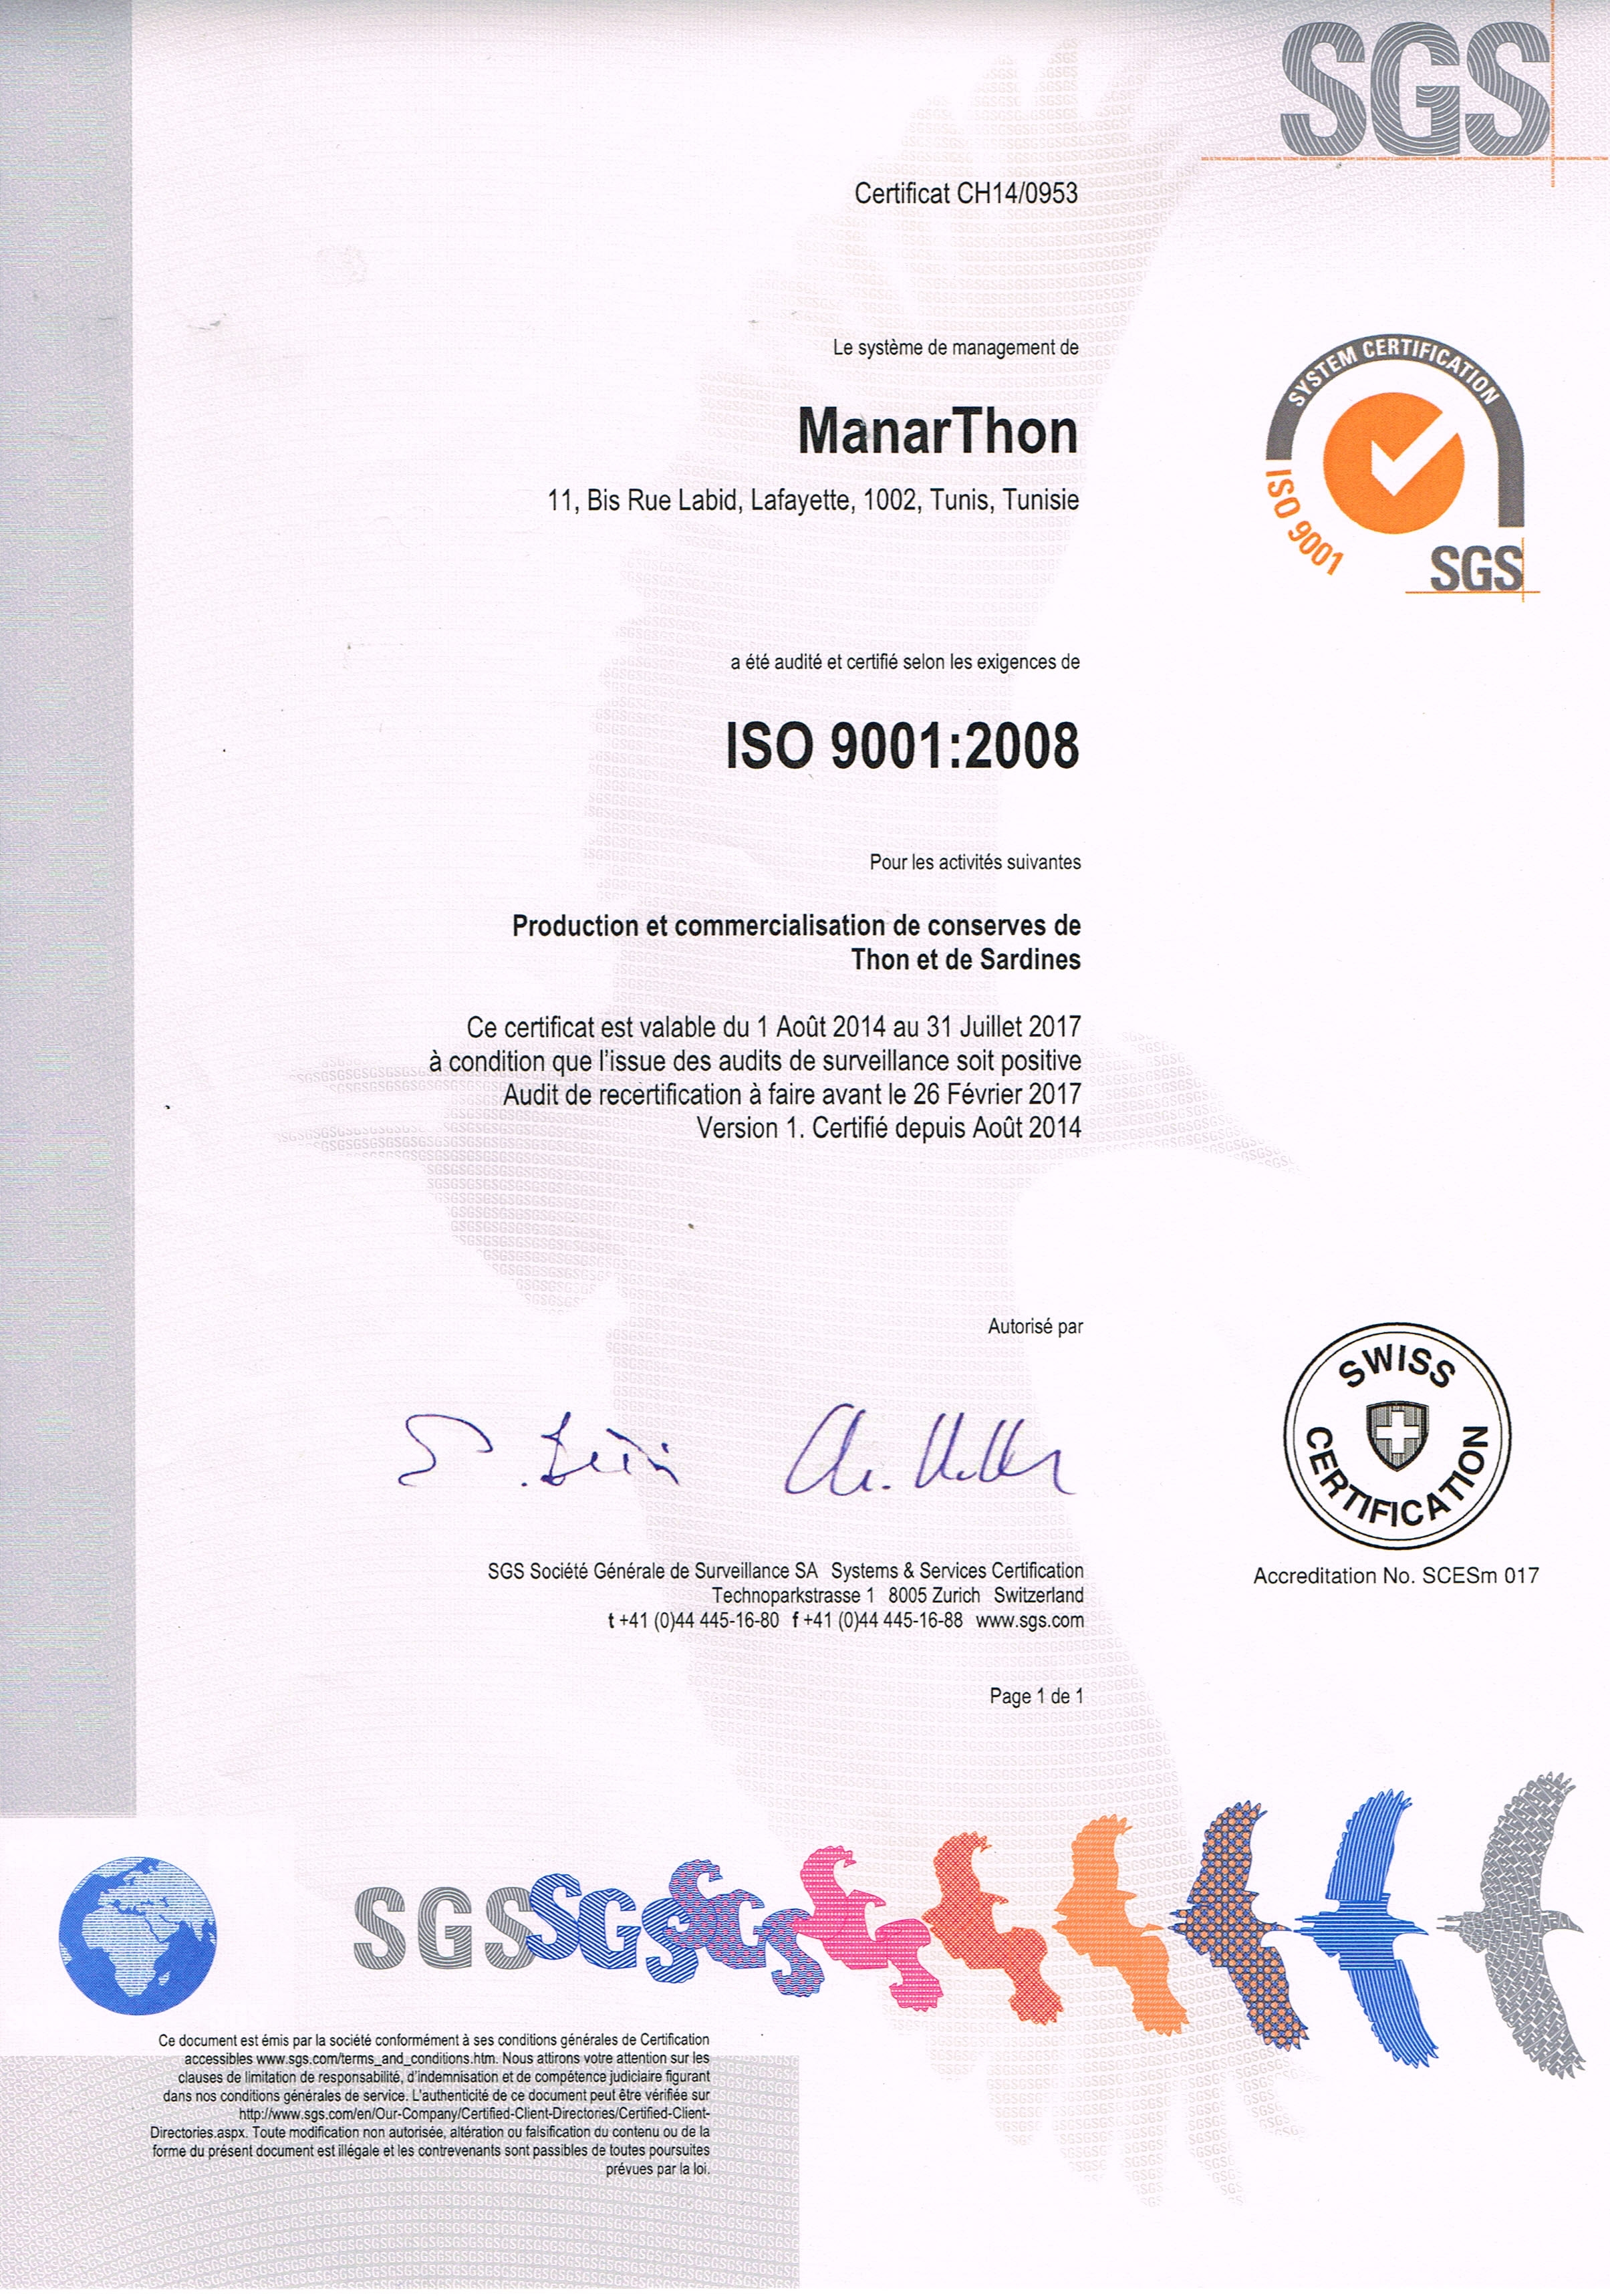 SGS
Certificat CH14/0953
Le système de management de
ManarThon
11, Bis Rue Labid, Lafayette, 1002, Tunis, Tunisie
SYSTEM CERTIFICATION
ISO 9001
SGS
a été audité et certifié selon les exigences de
ISO 9001:2008
Pour les activités suivantes
Production et commercialisation de conserves de
Thon et de Sardines
Ce certificat est valable du 1 Août 2014 au 31 Juillet 2017
à condition que l'issue des audits de surveillance soit positive
Audit de recertification à faire avant le 26 Février 2017
Version 1. Certifié depuis Août 2014
Autorisé par
SWISS
CERTIFICATION
Accreditation No. SCESm 017
SGS Société Générale de Surveillance SA Systems & Services Certification
Technoparkstrasse 1 8005 Zurich Switzerland
t +41 (0)44 445-16-80 f +41 (0)44 445-16-88 www.sgs.com
Page 1 de 1
SGSSGSSGS
Ce document est émis par la société conformément à ses conditions générales de Certification
accessibles www.sgs.com/terms_and_conditions.htm. Nous attirons votre attention sur les
clauses de limitation de responsabilité, d'indemnisation et de compétence judiciaire figurant
dans nos conditions générales de service. L'authenticité de ce document peut être vérifiée sur
http://www.sgs.com/en/Our-Company/Certified-Client-Directories/Certified-Client-
Directories.aspx. Toute modification non autorisée, altération ou falsification du contenu ou de la
forme du présent document est illégale et les contrevenants sont passibles de toutes poursuites
prévues par la loi.